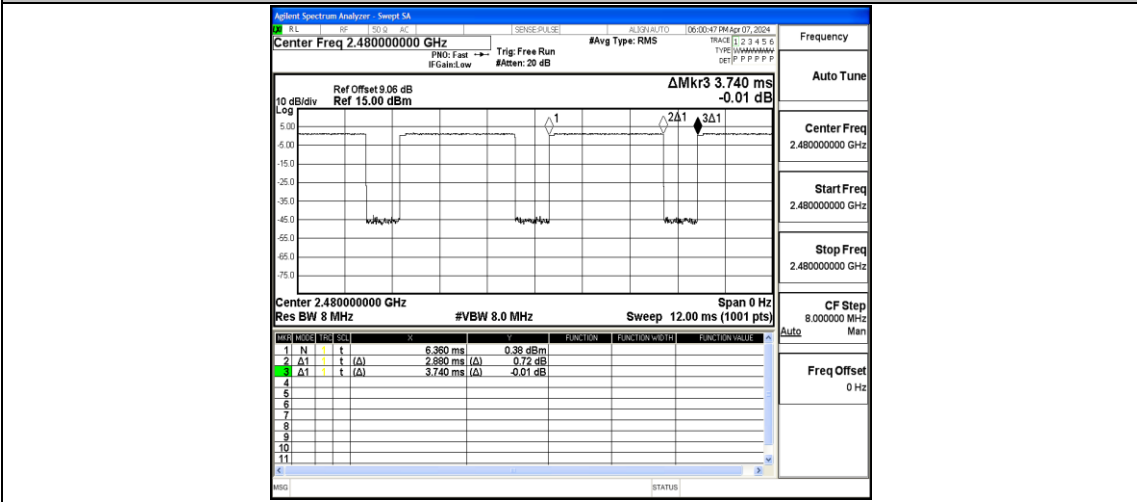 Agilent Spectrum Analyzer - Swept SA
RL RF 50 Ω AC SENSE:PULSE ALIGN AUTO 06:00:47 PM Apr 07, 2024
Center Freq 2.480000000 GHz
PNO: Fast
IFGain:Low
Trig: Free Run
#Atten: 20 dB
#Avg Type: RMS
TRACE 1 2 3 4 5 6
TYPE
DET P P P P P P
Ref Offset 9.06 dB
10 dB/div Ref 15.00 dBm
ΔMkr3 3.740 ms
-0.01 dB
Log
5.00
-5.00
-15.0
-25.0
-35.0
-45.0
-55.0
-65.0
-75.0
1
2Δ1
3Δ1
Center 2.480000000 GHz Span 0 Hz
Res BW 8 MHz #VBW 8.0 MHz Sweep 12.00 ms (1001 pts)
MKR MODE TRC SCL X Y FUNCTION FUNCTION WIDTH FUNCTION VALUE
1 N 1 t 6.360 ms 0.38 dBm
2 Δ1 1 t (Δ) 2.880 ms (Δ) 0.72 dB
3 Δ1 1 t (Δ) 3.740 ms (Δ) -0.01 dB
4
5
6
7
8
9
10
11
MSG STATUS
Frequency
Auto Tune
Center Freq
2.480000000 GHz
Start Freq
2.480000000 GHz
Stop Freq
2.480000000 GHz
CF Step
8.000000 MHz
Auto Man
Freq Offset
0 Hz